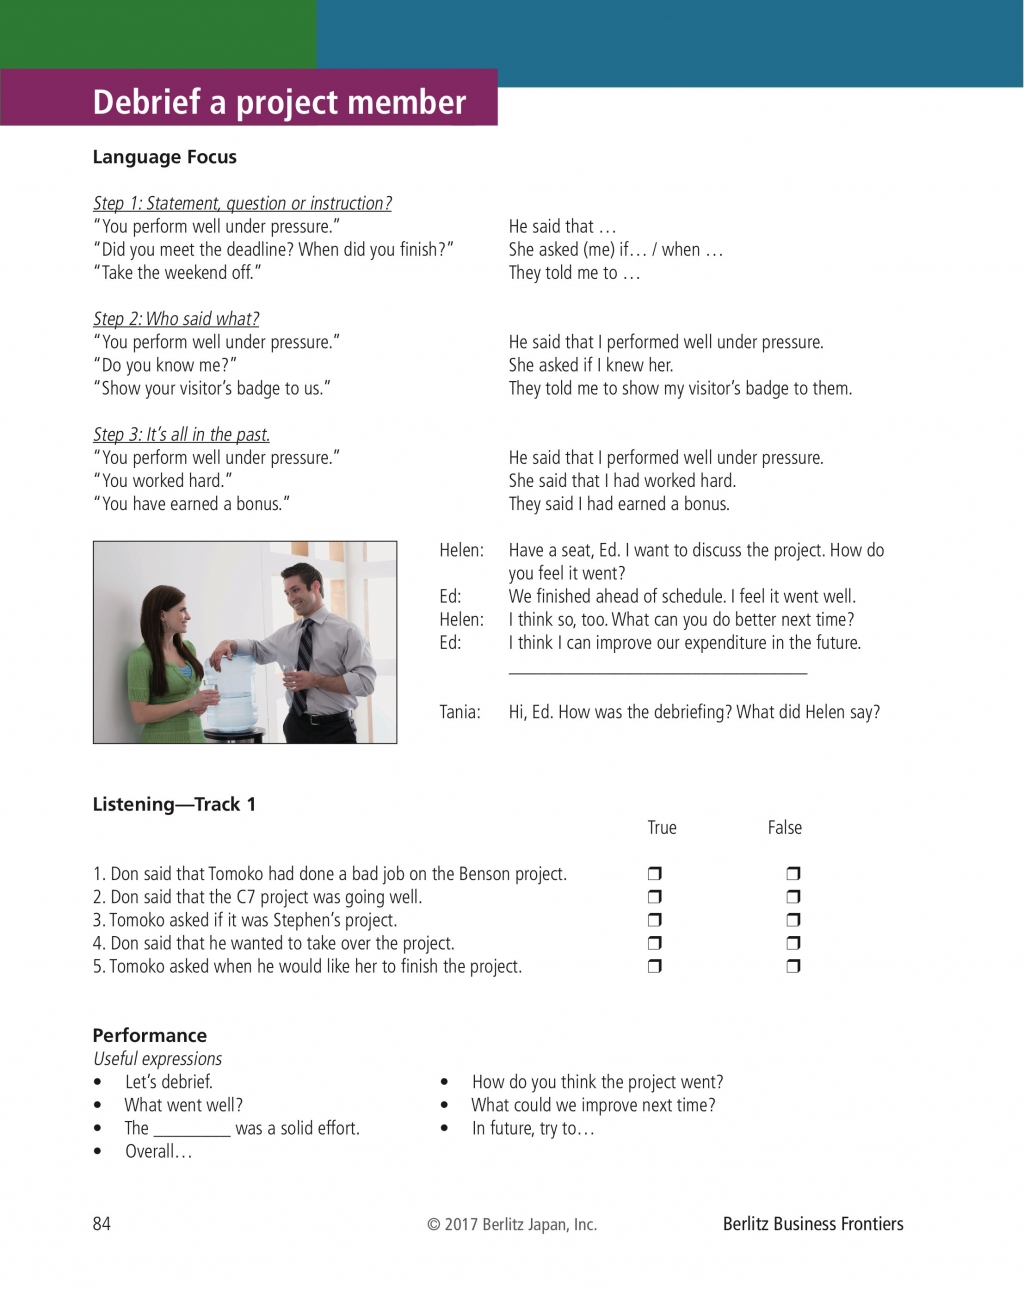 Debrief a project member
Language Focus
Step 1: Statement, question or instruction?
“You perform well under pressure.” He said that …
“Did you meet the deadline? When did you finish?” She asked (me) if… / when …
“Take the weekend off.” They told me to …
Step 2: Who said what?
“You perform well under pressure.” He said that I performed well under pressure.
“Do you know me?” She asked if I knew her.
“Show your visitor’s badge to us.” They told me to show my visitor’s badge to them.
Step 3: It’s all in the past.
“You perform well under pressure.” He said that I performed well under pressure.
“You worked hard.” She said that I had worked hard.
“You have earned a bonus.” They said I had earned a bonus.
Helen: Have a seat, Ed. I want to discuss the project. How do
you feel it went?
Ed: We finished ahead of schedule. I feel it went well.
Helen: I think so, too. What can you do better next time?
Ed: I think I can improve our expenditure in the future.
Tania: Hi, Ed. How was the debriefing? What did Helen say?
Listening—Track 1
True False
1. Don said that Tomoko had done a bad job on the Benson project. ❒ ❒
2. Don said that the C7 project was going well. ❒ ❒
3. Tomoko asked if it was Stephen’s project. ❒ ❒
4. Don said that he wanted to take over the project. ❒ ❒
5. Tomoko asked when he would like her to finish the project. ❒ ❒
Performance
Useful expressions
• Let’s debrief. • How do you think the project went?
• What went well? • What could we improve next time?
• The ________ was a solid effort. • In future, try to…
• Overall…
84 © 2017 Berlitz Japan, Inc. Berlitz Business Frontiers